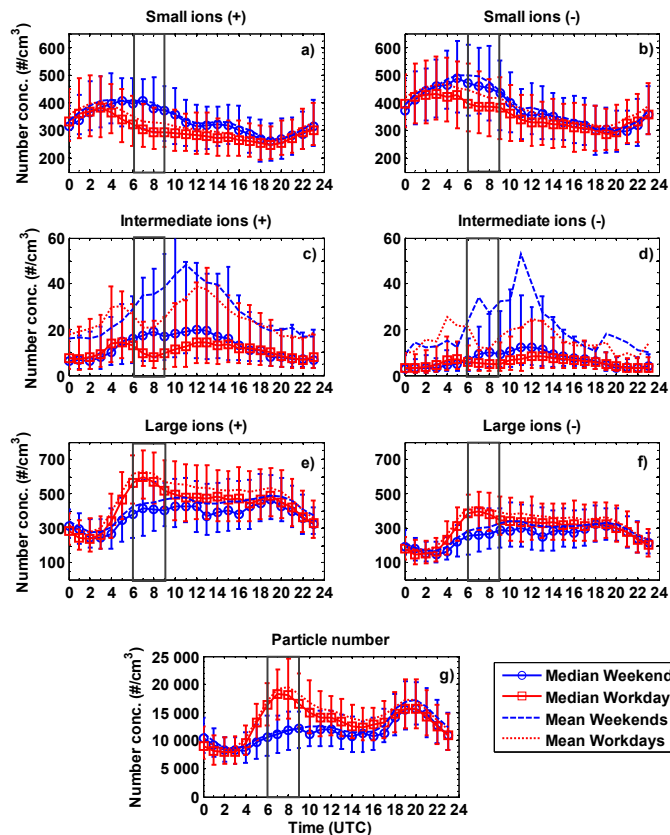 Small ions (+)
Small ions (-)
Number conc. (#/cm³)
600
500
400
300
200
a)
0 2 4 6 8 10 12 14 16 18 20 22 24
600
500
400
300
200
b)
0 2 4 6 8 10 12 14 16 18 20 22 24
Intermediate ions (+)
Intermediate ions (-)
Number conc. (#/cm³)
60
40
20
0
c)
0 2 4 6 8 10 12 14 16 18 20 22 24
60
40
20
0
d)
0 2 4 6 8 10 12 14 16 18 20 22 24
Large ions (+)
Large ions (-)
Number conc. (#/cm³)
700
500
300
100
e)
0 2 4 6 8 10 12 14 16 18 20 22 24
700
500
300
100
f)
0 2 4 6 8 10 12 14 16 18 20 22 24
Particle number
Number conc. (#/cm³)
25 000
20 000
15 000
10 000
5 000
0
g)
0 2 4 6 8 10 12 14 16 18 20 22 24
Time (UTC)
Median Weekend
Median Workday
Mean Weekends
Mean Workdays